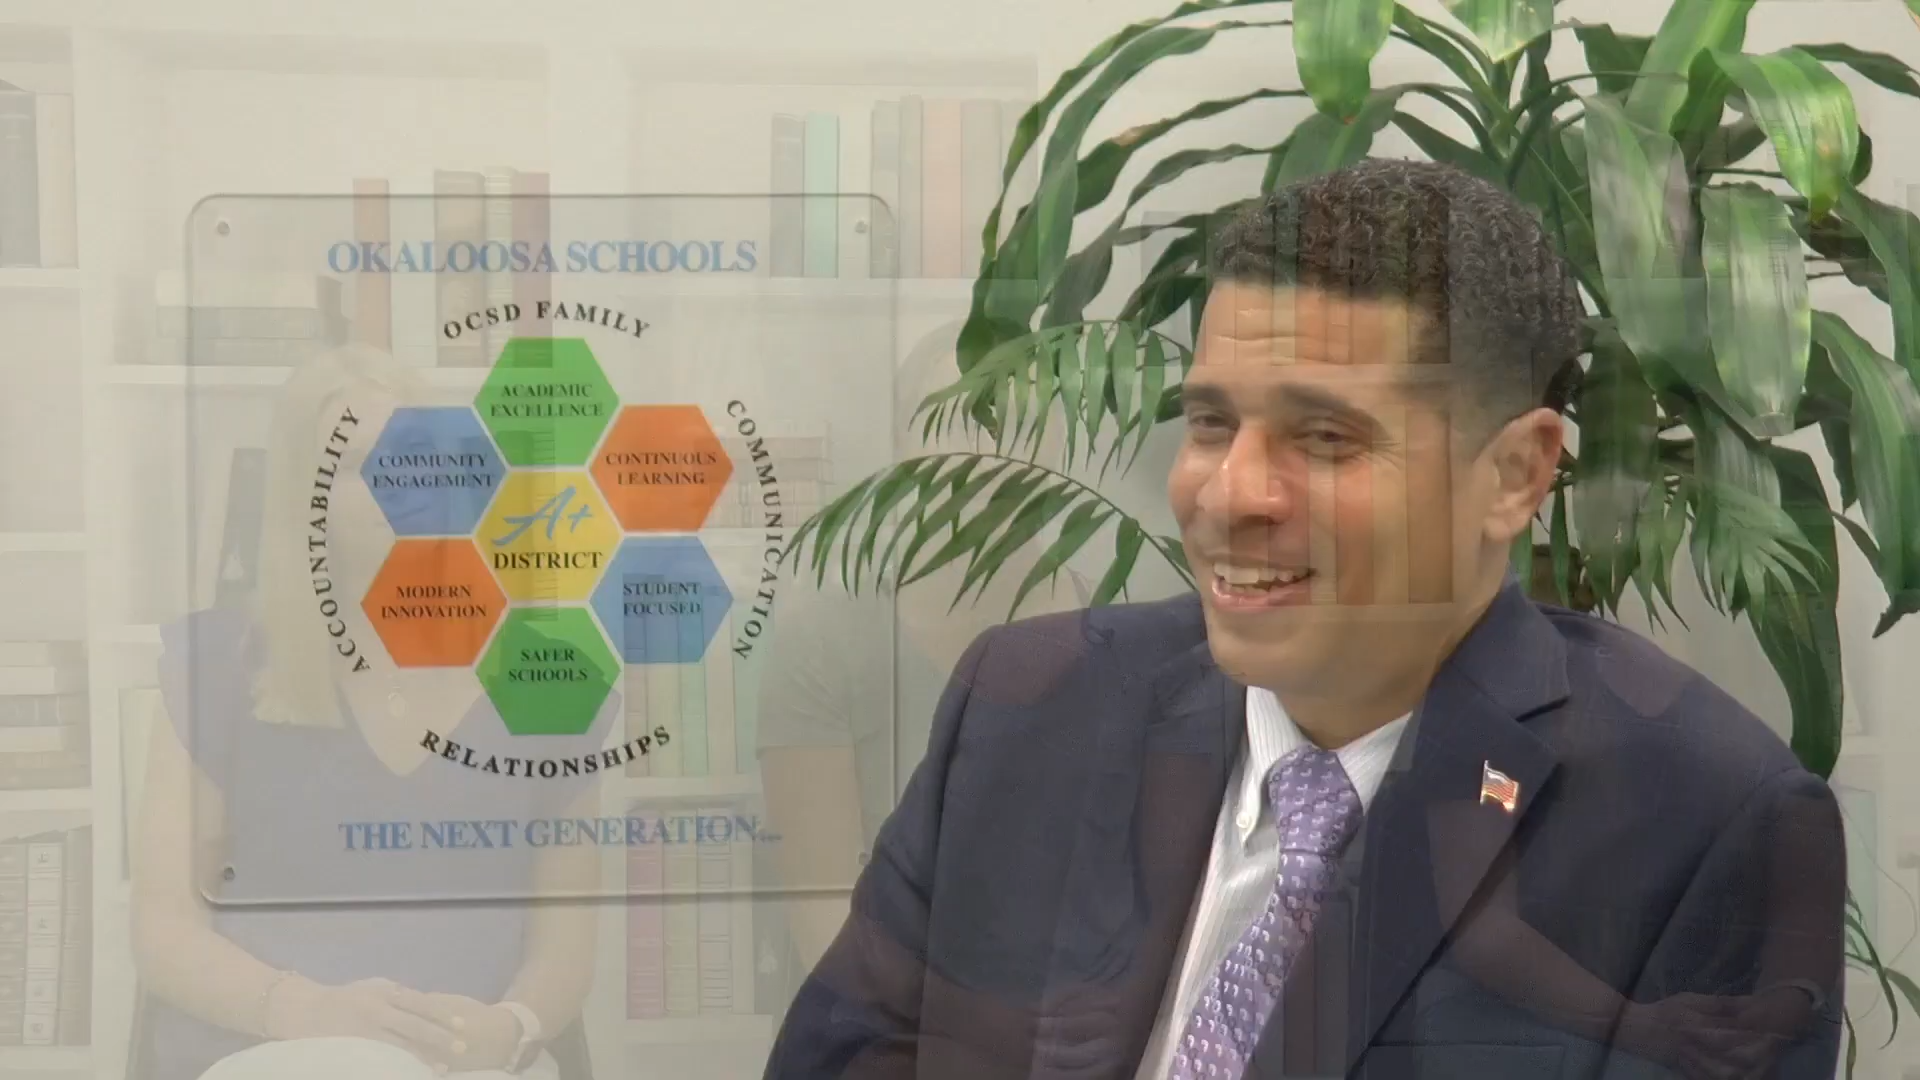 OKALOOSA SCHOOLS
OCSD FAMILY
ACADEMIC
EXCELLENCE
COMMUNITY
ENGAGEMENT
CONTINUOUS
LEARNING
ACCOUNTABILITY
COMMUNICATION
A+
DISTRICT
MODERN
INNOVATION
STUDENT
FOCUSED
SAFER
SCHOOLS
RELATIONSHIPS
THE NEXT GENERATION...